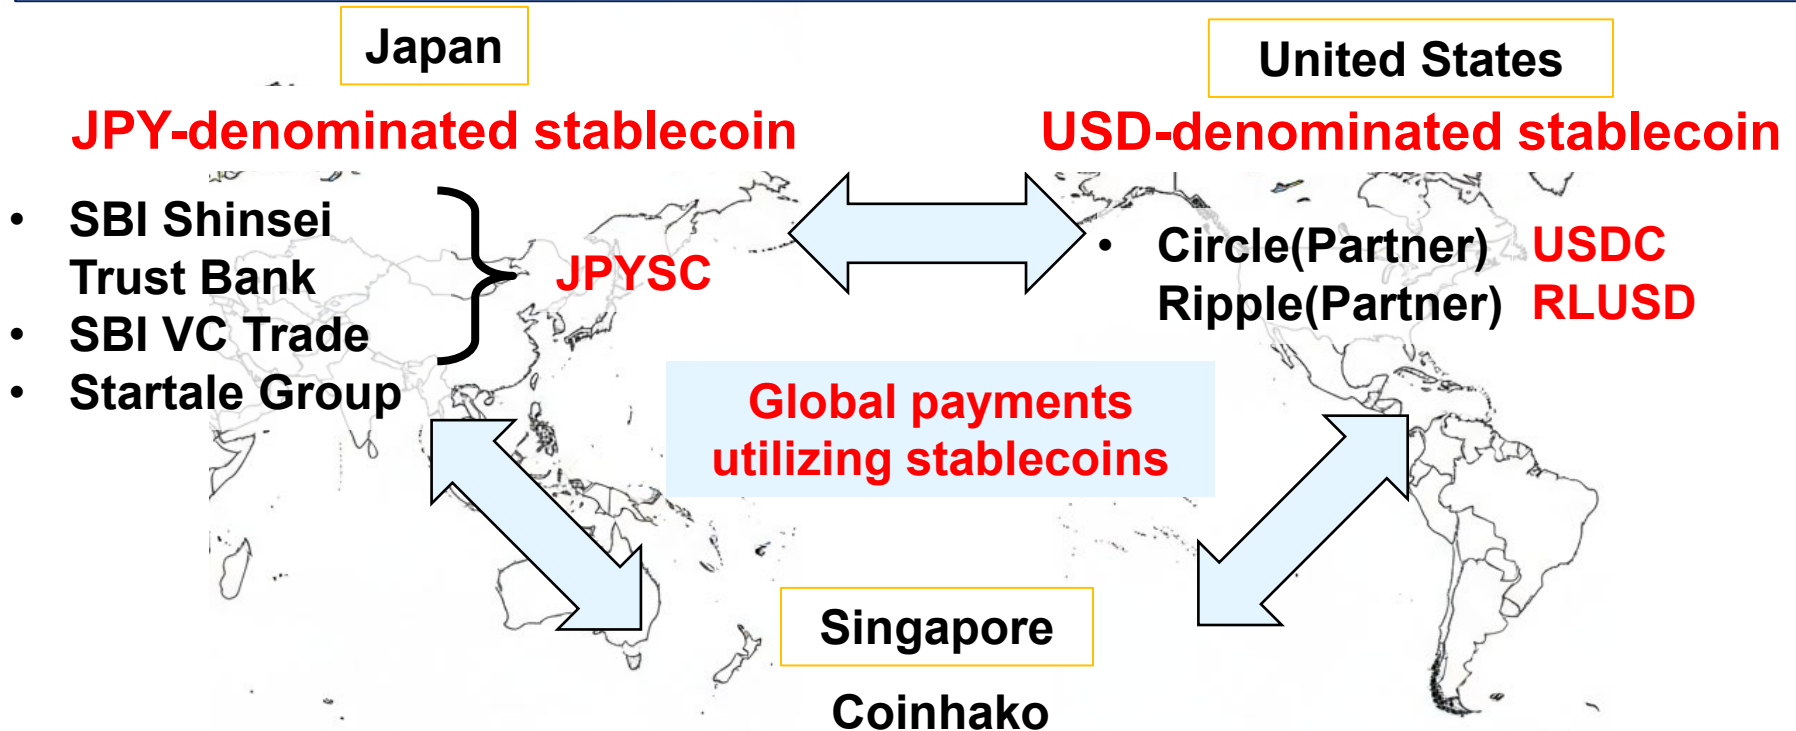 Japan
JPY-denominated stablecoin
• SBI Shinsei
Trust Bank
• SBI VC Trade
• Startale Group
JPYSC
United States
USD-denominated stablecoin
• Circle(Partner) USDC
Ripple(Partner) RLUSD
Global payments
utilizing stablecoins
Singapore
Coinhako